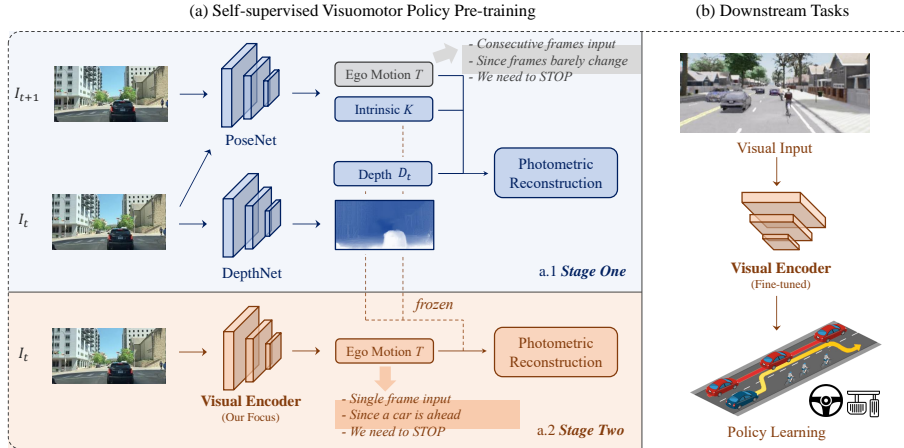 (a) Self-supervised Visuomotor Policy Pre-training
(b) Downstream Tasks
- Consecutive frames input
- Since frames barely change
- We need to STOP
I_{t+1}
Ego Motion T
Intrinsic K
PoseNet
Depth D_t
Photometric
Reconstruction
I_t
DepthNet
a.1 Stage One
frozen
I_t
Ego Motion T
Photometric
Reconstruction
Visual Encoder
(Our Focus)
- Single frame input
- Since a car is ahead
- We need to STOP
a.2 Stage Two
Visual Input
Visual Encoder
(Fine-tuned)
Policy Learning